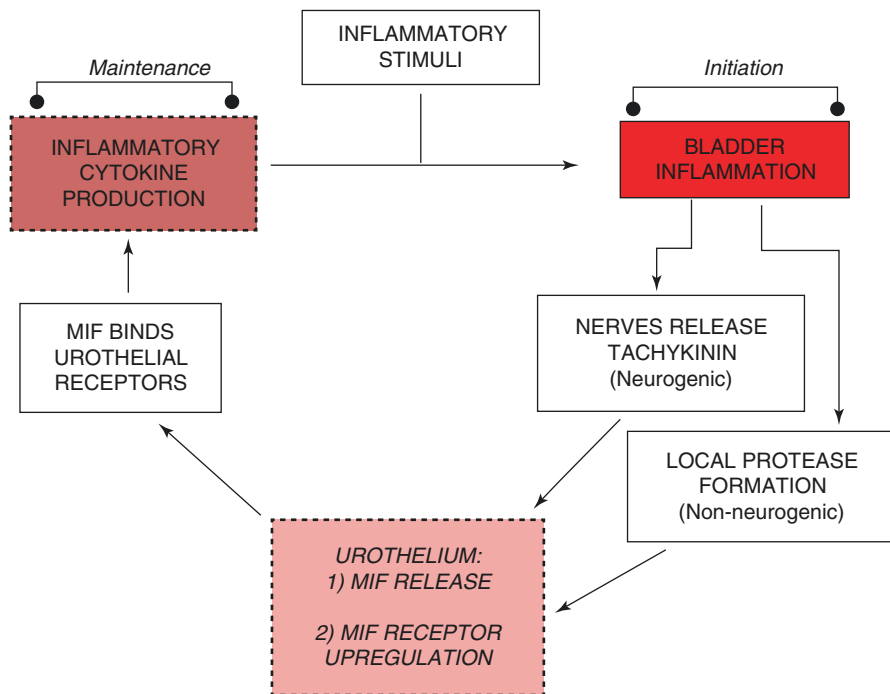 INFLAMMATORY
STIMULI
Maintenance
Initiation
INFLAMMATORY
CYTOKINE
PRODUCTION
BLADDER
INFLAMMATION
MIF BINDS
UROTHELIAL
RECEPTORS
NERVES RELEASE
TACHYKININ
(Neurogenic)
LOCAL PROTEASE
FORMATION
(Non-neurogenic)
UROTHELIUM:
1) MIF RELEASE
2) MIF RECEPTOR
UPREGULATION